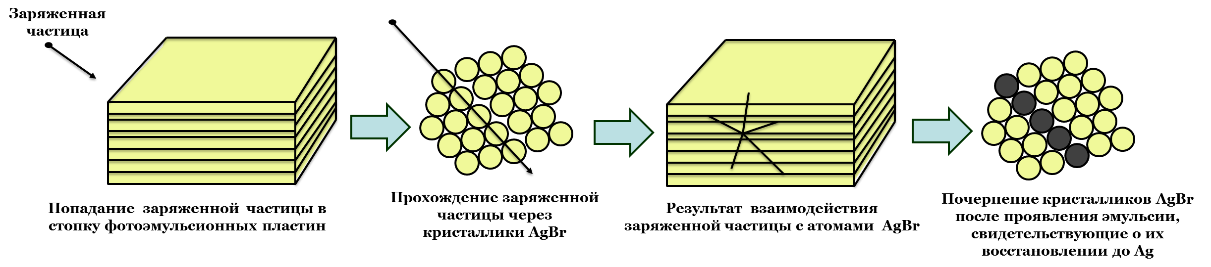 Заряженная
частица
Попадание заряженной частицы в
стопку фотоэмульсионных пластин
Прохождение заряженной
частицы через
кристаллики AgBr
Результат взаимодействия
заряженной частицы с атомами AgBr
Почернение кристалликов AgBr
после проявления эмульсии,
свидетельствующие о их
восстановлении до Ag